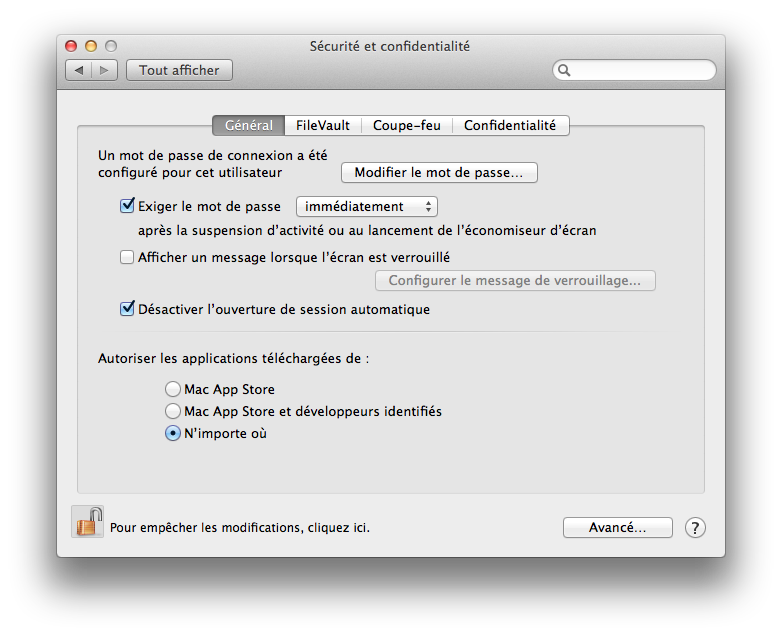 Sécurité et confidentialité
Tout afficher
Général FileVault Coupe-feu Confidentialité
Un mot de passe de connexion a été
configuré pour cet utilisateur
Modifier le mot de passe...
Exiger le mot de passe immédiatement
après la suspension d'activité ou au lancement de l'économiseur d'écran
Afficher un message lorsque l'écran est verrouillé
Configurer le message de verrouillage...
Désactiver l'ouverture de session automatique
Autoriser les applications téléchargées de :
Mac App Store
Mac App Store et développeurs identifiés
N'importe où
Pour empêcher les modifications, cliquez ici.
Avancé... ?